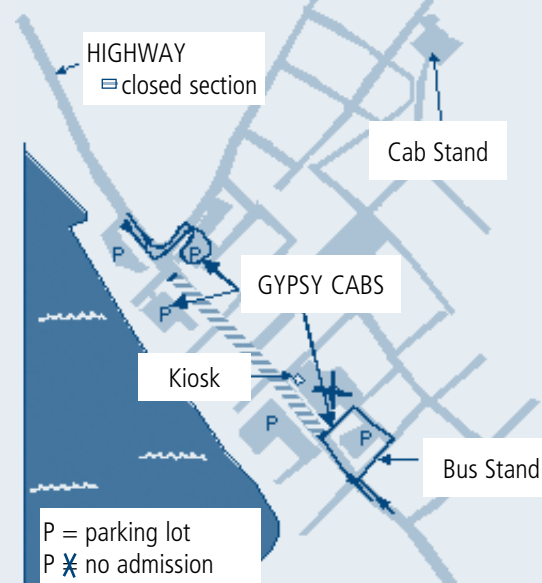 HIGHWAY
closed section
Cab Stand
P
P
GYPSY CABS
P
Kiosk
P
P
Bus Stand
P = parking lot
P no admission